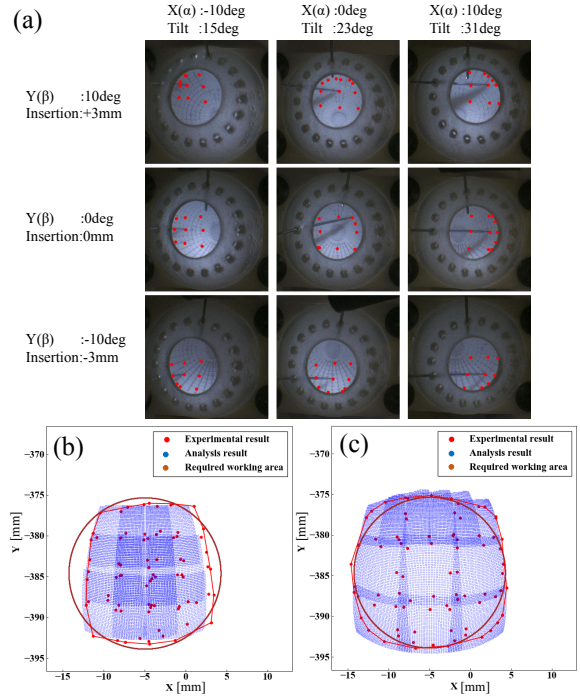 (a)
X(α) :-10deg X(α) :0deg X(α) :10deg
Tilt :15deg Tilt :23deg Tilt :31deg
Y(β) :10deg
Insertion:+3mm
Y(β) :0deg
Insertion:0mm
Y(β) :-10deg
Insertion:-3mm
(b)
Experimental result
Analysis result
Required working area
−370
−375
−380
−385
−390
−395
Y [mm]
−15 −10 −5 0 5 10
X [mm]
(c)
Experimental result
Analysis result
Required working area
−370
−375
−380
−385
−390
−395
Y [mm]
−15 −10 −5 0 5 10
X [mm]